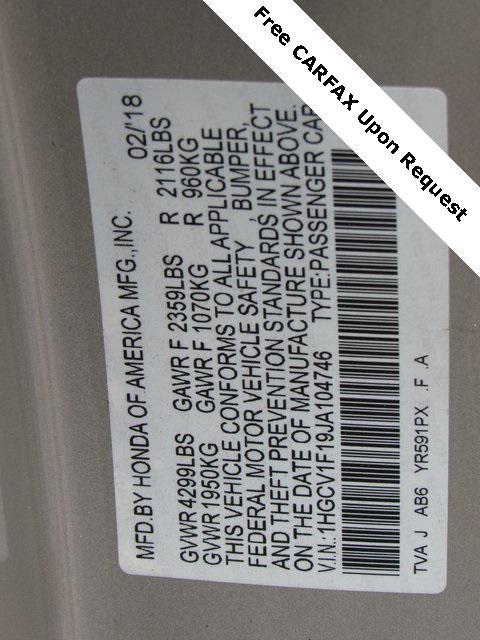 Free CARFAX Upon Request
MFD.BY HONDA OF AMERICA MFG., INC. 02/'18
GVWR 4299LBS GAWR F 2359LBS R 2116LBS
GVWR 1950KG GAWR F 1070KG R 960KG
THIS VEHICLE CONFORMS TO ALL APPLICABLE
FEDERAL MOTOR VEHICLE SAFETY , BUMPER,
AND THEFT PREVENTION STANDARDS IN EFFECT
ON THE DATE OF MANUFACTURE SHOWN ABOVE.
V.I.N.:1HGCV1F19JA104746 TYPE:PASSENGER CAR
TVA J AB6 YR591PX .F .A